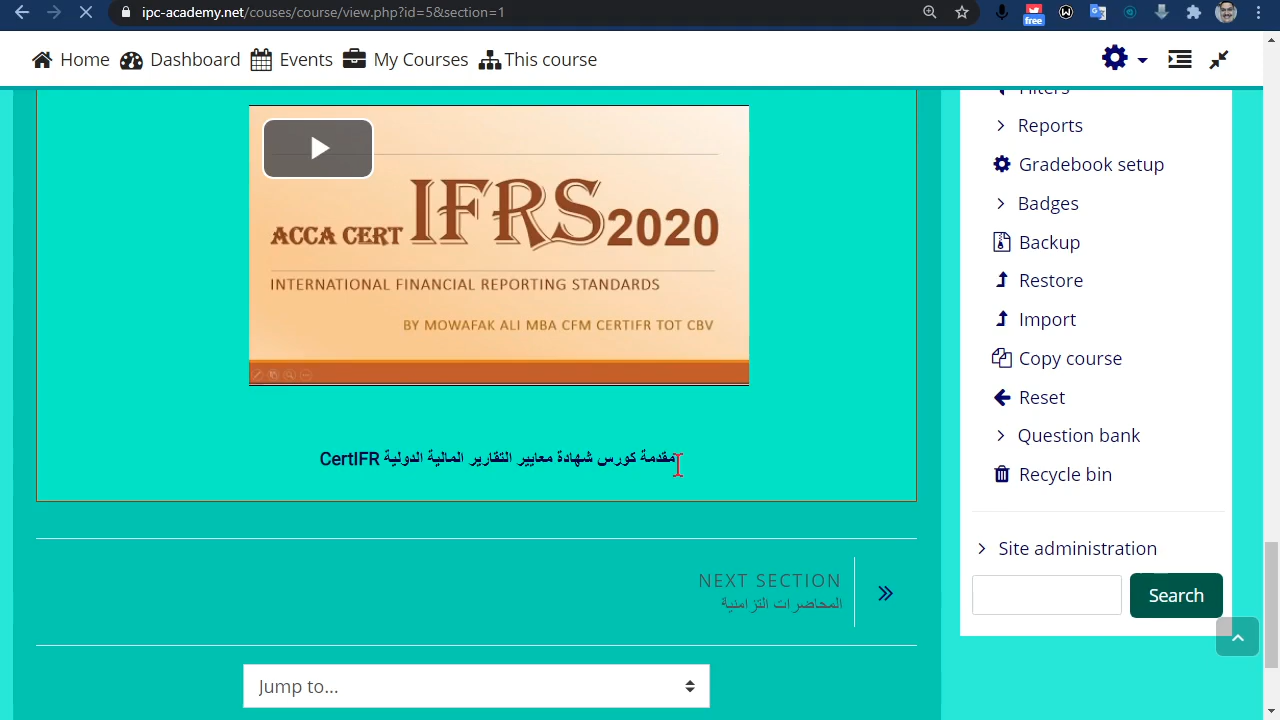 ipc-academy.net/couses/course/view.php?id=5&section=1
free
Home Dashboard Events My Courses This course
Filters
Reports
Gradebook setup
Badges
Backup
Restore
Import
Copy course
Reset
Question bank
Recycle bin
Site administration
Search
ACCA CERT IFRS 2020
INTERNATIONAL FINANCIAL REPORTING STANDARDS
BY MOWAFAK ALI MBA CFM CERTIFR TOT CBV
مقدمة كورس شهادة معايير التقارير المالية الدولية CertIFR
NEXT SECTION
المحاضرات التزامنية
Jump to...